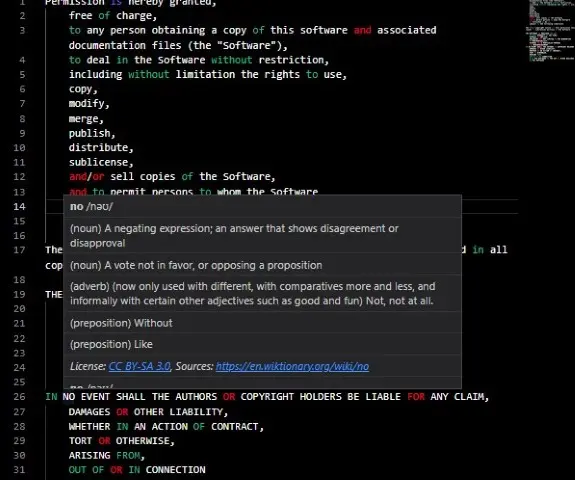 1 Permission is hereby granted,
2 free of charge,
3 to any person obtaining a copy of this software and associated
documentation files (the "Software"),
4 to deal in the Software without restriction,
5 including without limitation the rights to use,
6 copy,
7 modify,
8 merge,
9 publish,
10 distribute,
11 sublicense,
12 and/or sell copies of the Software,
13 and to permit persons to whom the Software
14
no /nəʊ/
15
(noun) A negating expression; an answer that shows disagreement or
disapproval
16
17 The d in all
cop
(noun) A vote not in favor, or opposing a proposition
18
(adverb) (now only used with different, with comparatives more and less, and
informally with certain other adjectives such as good and fun) Not, not at all.
19 THE
20
21
(preposition) Without
22
(preposition) Like
23
24
License: CC BY-SA 3.0, Sources: https://en.wiktionary.org/wiki/no
25
26 IN NO EVENT SHALL THE AUTHORS OR COPYRIGHT HOLDERS BE LIABLE FOR ANY CLAIM,
27 DAMAGES OR OTHER LIABILITY,
28 WHETHER IN AN ACTION OF CONTRACT,
29 TORT OR OTHERWISE,
30 ARISING FROM,
31 OUT OF OR IN CONNECTION